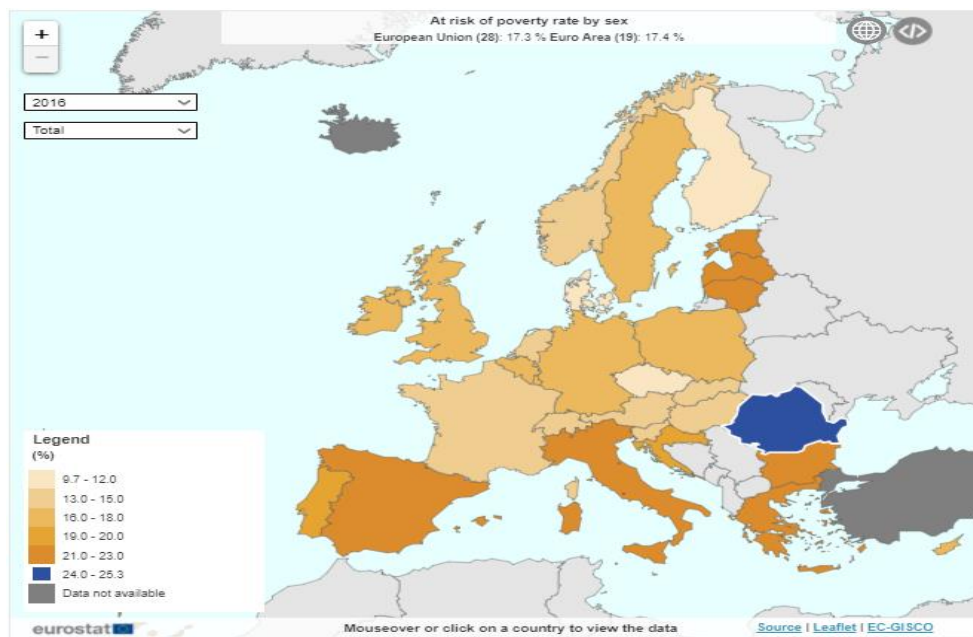 At risk of poverty rate by sex
European Union (28): 17.3 % Euro Area (19): 17.4 %
+
−
2016
Total
Legend
(%)
9.7 - 12.0
13.0 - 15.0
16.0 - 18.0
19.0 - 20.0
21.0 - 23.0
24.0 - 25.3
Data not available
eurostat
Mouseover or click on a country to view the data
Source | Leaflet | EC-GISCO